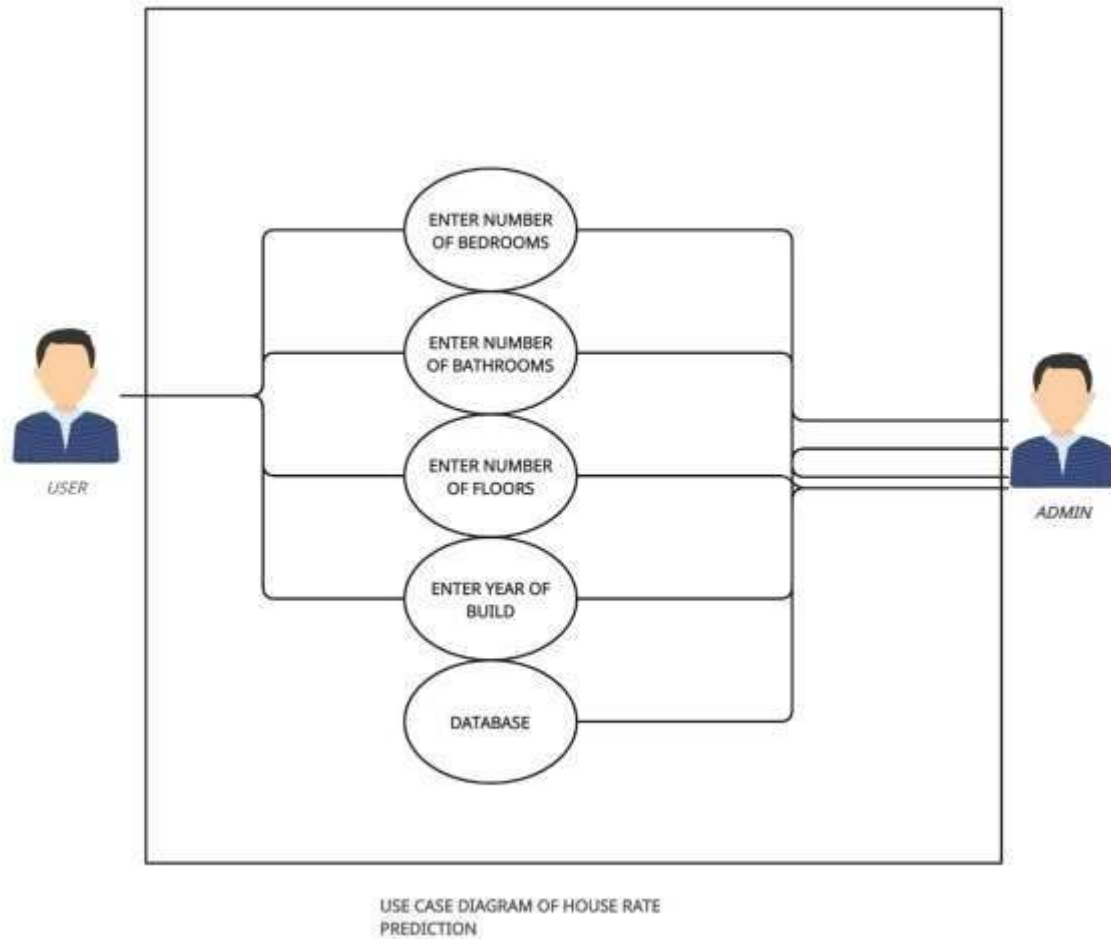 ENTER NUMBER
OF BEDROOMS
ENTER NUMBER
OF BATHROOMS
ENTER NUMBER
OF FLOORS
ENTER YEAR OF
BUILD
DATABASE
USER
ADMIN
USE CASE DIAGRAM OF HOUSE RATE
PREDICTION